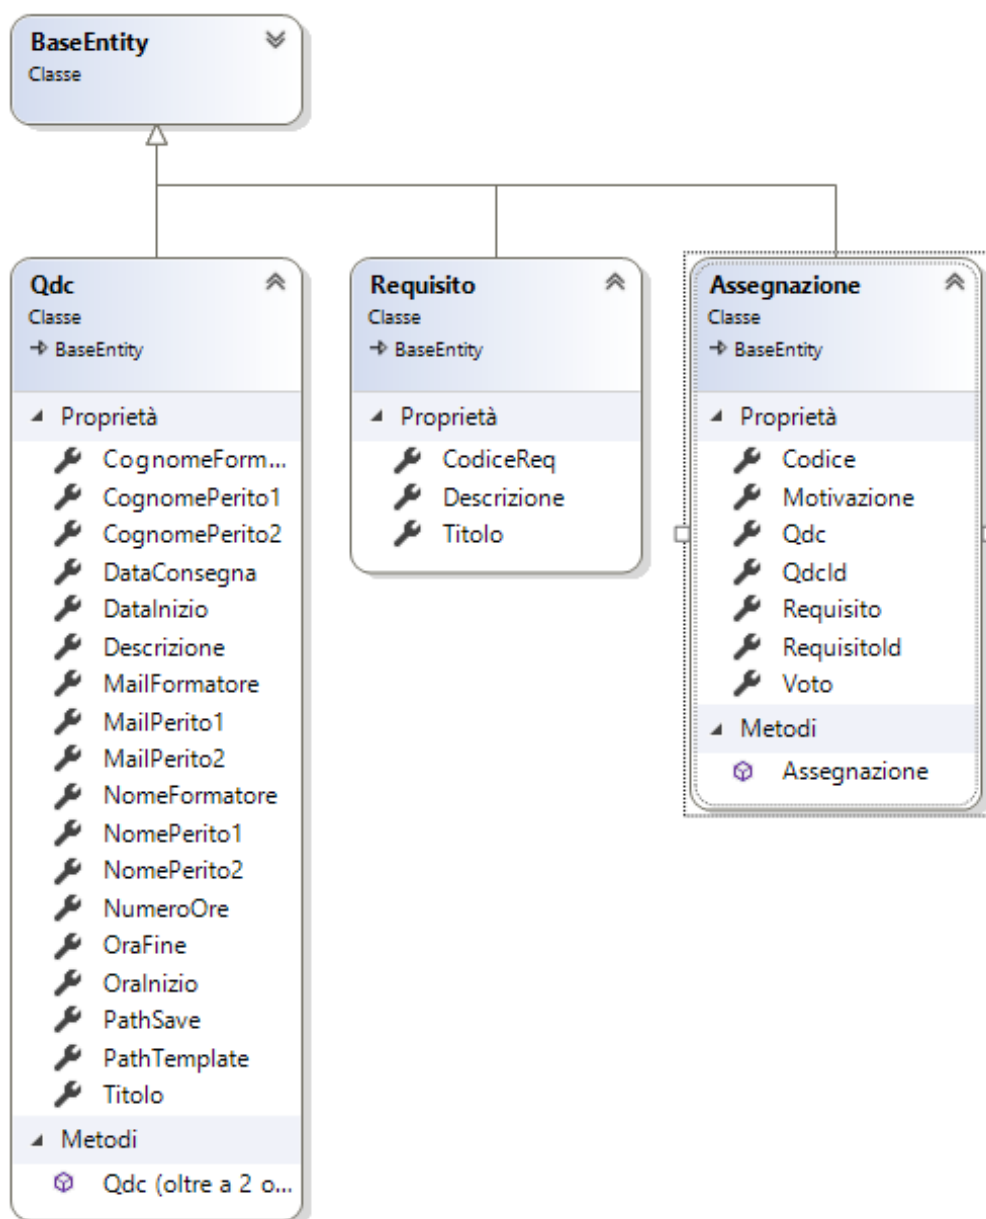 BaseEntity
Classe
Qdc
Classe
BaseEntity
Proprietà
CognomeForm...
CognomePerito1
CognomePerito2
DataConsegna
DataInizio
Descrizione
MailFormatore
MailPerito1
MailPerito2
NomeFormatore
NomePerito1
NomePerito2
NumeroOre
OraFine
OraInizio
PathSave
PathTemplate
Titolo
Metodi
Qdc (oltre a 2 o...
Requisito
Classe
BaseEntity
Proprietà
CodiceReq
Descrizione
Titolo
Assegnazione
Classe
BaseEntity
Proprietà
Codice
Motivazione
Qdc
QdcId
Requisito
RequisitoId
Voto
Metodi
Assegnazione